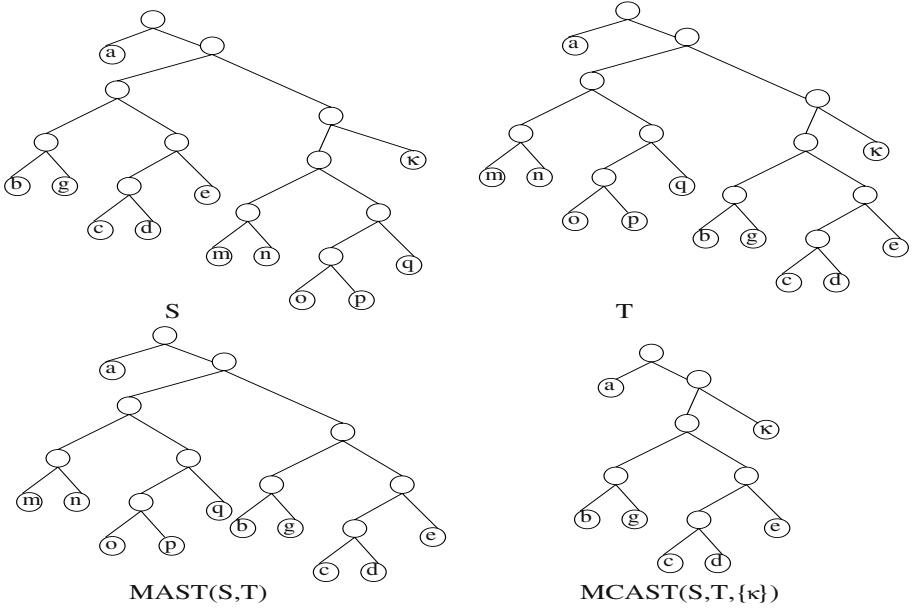 a
a
κ
κ
b g
e
m n
q
c d
m n
q
o p
b g
e
o p
c d
S
T
a
a
κ
m n
q b g
e
b g
e
o p
c d
c d
MAST(S,T)
MCAST(S,T,{κ})